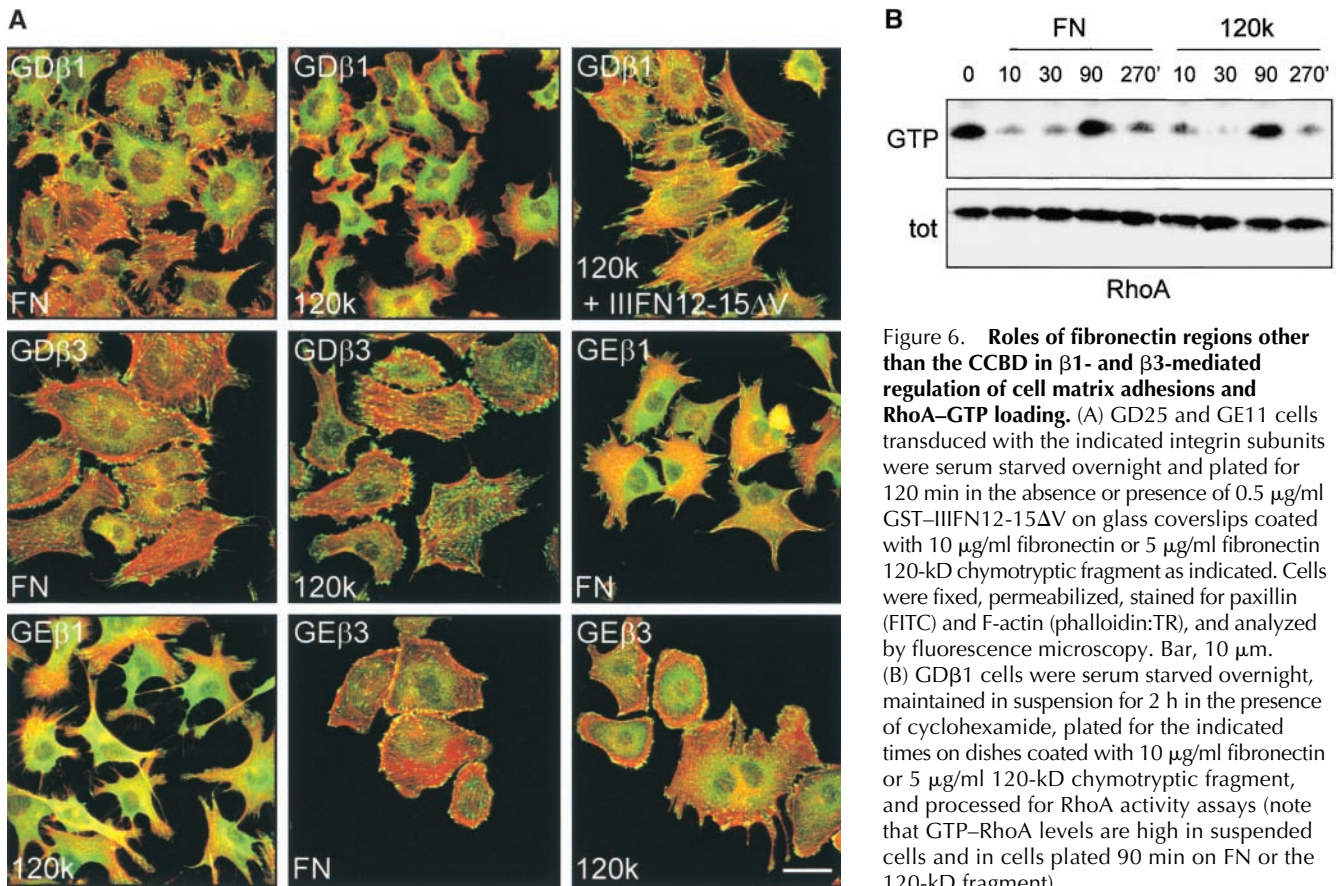 A
GDβ1
FN
GDβ1
120k
GDβ1
120k
+ IIIFN12-15ΔV
GDβ3
FN
GDβ3
120k
GEβ1
FN
GEβ1
120k
GEβ3
FN
GEβ3
120k
B
FN 120k
0 10 30 90 270' 10 30 90 270'
GTP
tot
RhoA
Figure 6. Roles of fibronectin regions other
than the CCBD in β1- and β3-mediated
regulation of cell matrix adhesions and
RhoA–GTP loading. (A) GD25 and GE11 cells
transduced with the indicated integrin subunits
were serum starved overnight and plated for
120 min in the absence or presence of 0.5 μg/ml
GST–IIIFN12-15ΔV on glass coverslips coated
with 10 μg/ml fibronectin or 5 μg/ml fibronectin
120-kD chymotryptic fragment as indicated. Cells
were fixed, permeabilized, stained for paxillin
(FITC) and F-actin (phalloidin:TR), and analyzed
by fluorescence microscopy. Bar, 10 μm.
(B) GDβ1 cells were serum starved overnight,
maintained in suspension for 2 h in the presence
of cyclohexamide, plated for the indicated
times on dishes coated with 10 μg/ml fibronectin
or 5 μg/ml 120-kD chymotryptic fragment,
and processed for RhoA activity assays (note
that GTP–RhoA levels are high in suspended
cells and in cells plated 90 min on FN or the
120-kD fragment)